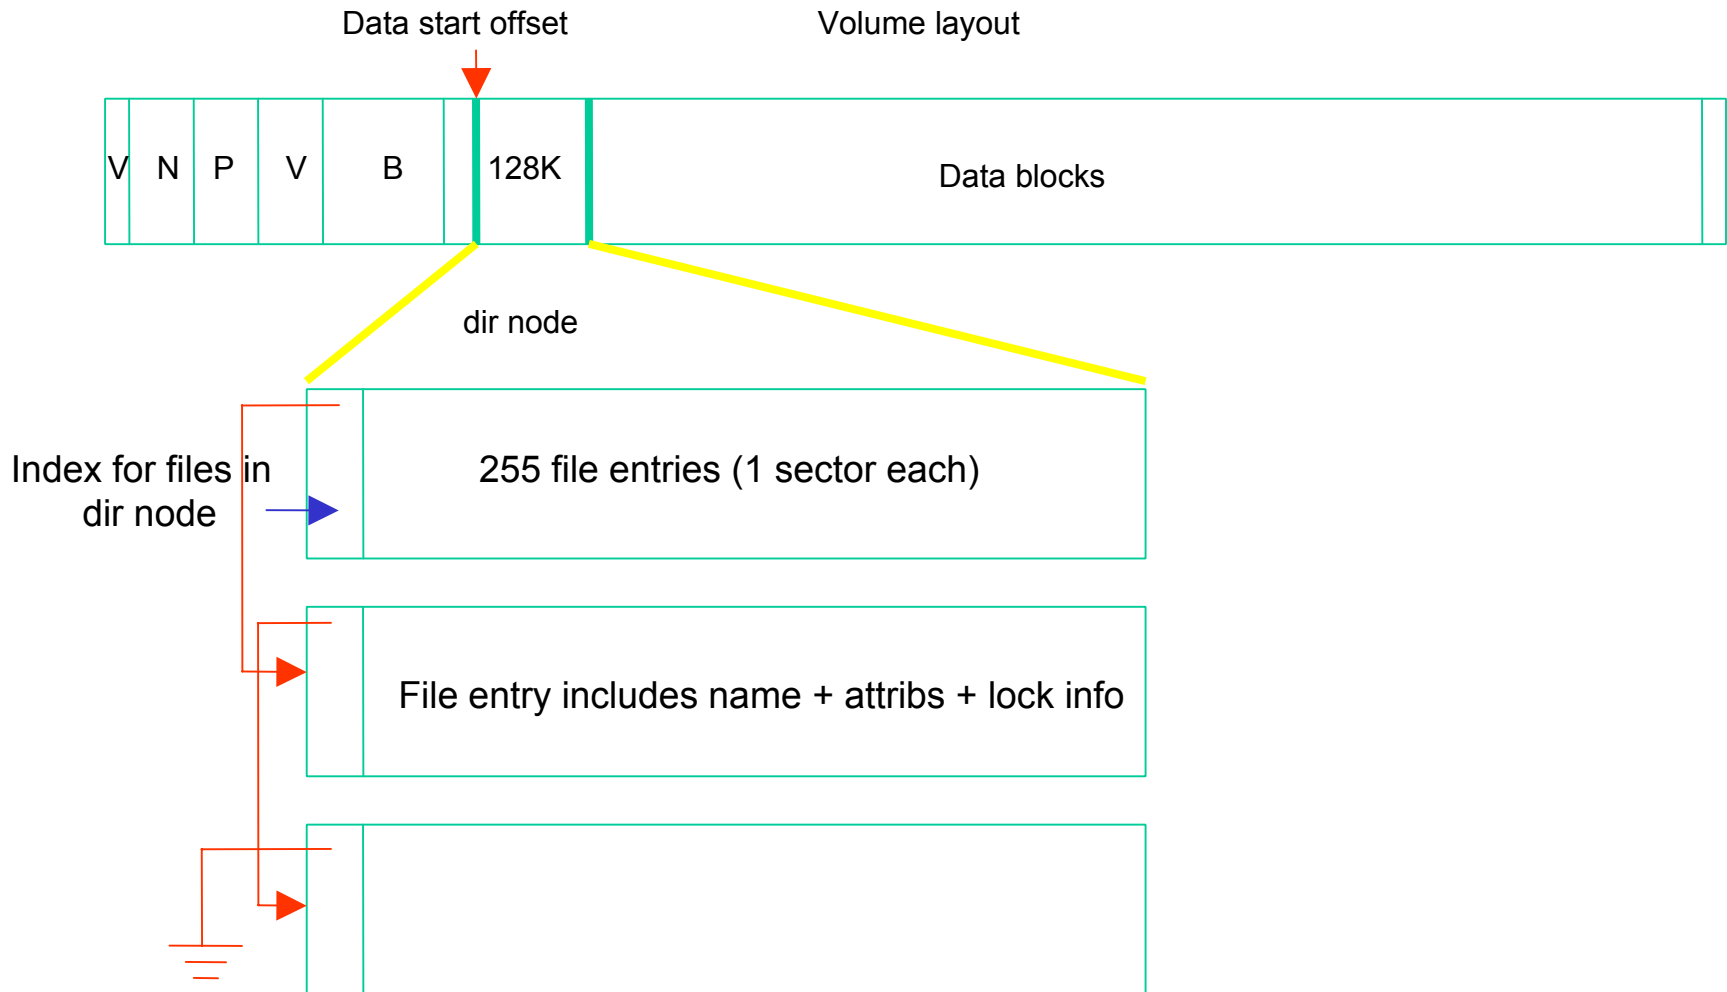 Data start offset
Volume layout
V N P V B 128K Data blocks
dir node
Index for files in
dir node
255 file entries (1 sector each)
File entry includes name + attribs + lock info